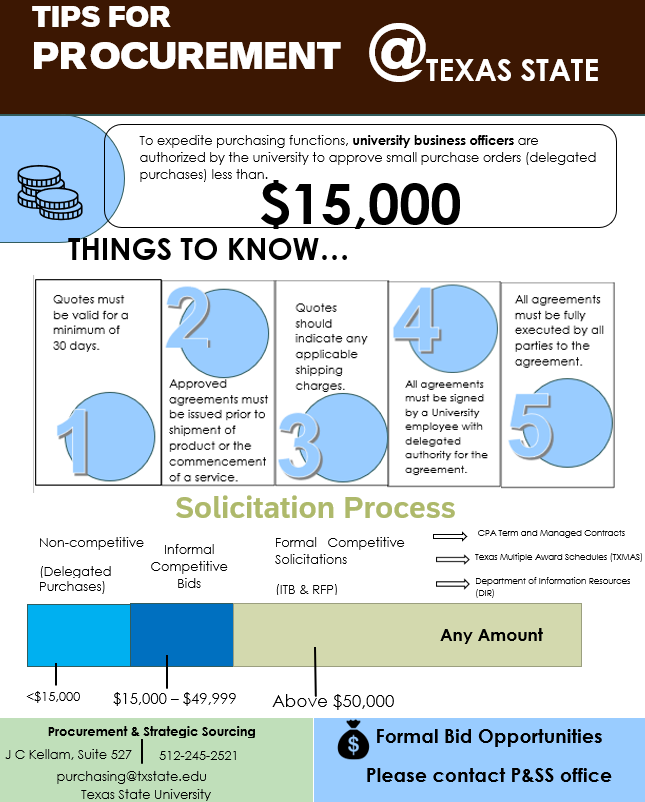 TIPS FOR
PROCUREMENT @TEXAS STATE
To expedite purchasing functions, university business officers are
authorized by the university to approve small purchase orders (delegated
purchases) less than.
$15,000
THINGS TO KNOW...
Quotes must
be valid for a
minimum of
30 days.
1
2
Approved
agreements must
be issued prior to
shipment of
product or the
commencement
of a service.
Quotes
should
indicate any
applicable
shipping
charges.
3
4
All agreements
must be signed
by a University
employee with
delegated
authority for the
agreement.
All agreements
must be fully
executed by all
parties to the
agreement.
5
Solicitation Process
Non-competitive
(Delegated
Purchases)
Informal
Competitive
Bids
Formal Competitive
Solicitations
(ITB & RFP)
CPA Term and Managed Contracts
Texas Multiple Award Schedules (TXMAS)
Department of Information Resources
(DIR)
Any Amount
<$15,000
$15,000 – $49,999
Above $50,000
Procurement & Strategic Sourcing
J C Kellam, Suite 527
512-245-2521
purchasing@txstate.edu
Texas State University
$
Formal Bid Opportunities
Please contact P&SS office